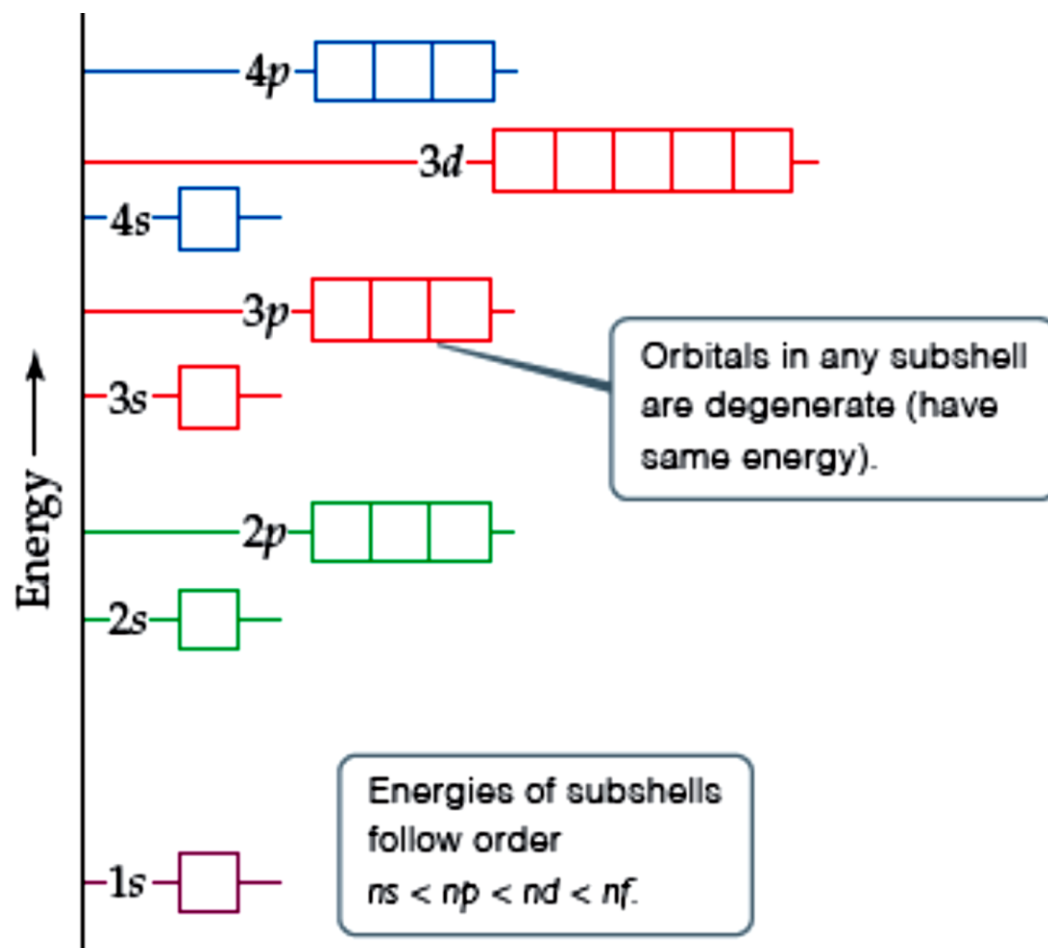 4p
3d
4s
3p
Orbitals in any subshell
are degenerate (have
same energy).
3s
Energy
2p
2s
Energies of subshells
follow order
ns < np < nd < nf.
1s